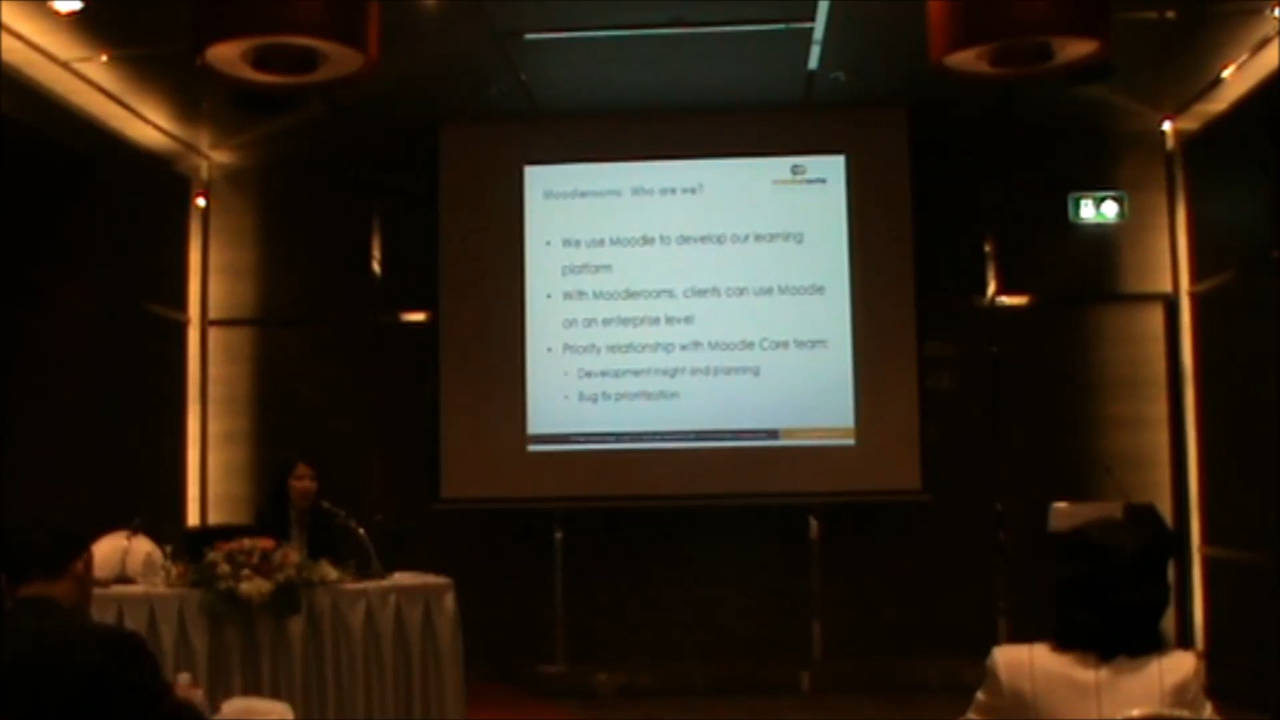 Moodlerooms: Who are we?
• We use Moodle to develop our learning
platform
• With Moodlerooms, clients can use Moodle
on an enterprise level
• Priority relationship with Moodle Core team:
- Development insight and planning
- Bug fix prioritisation